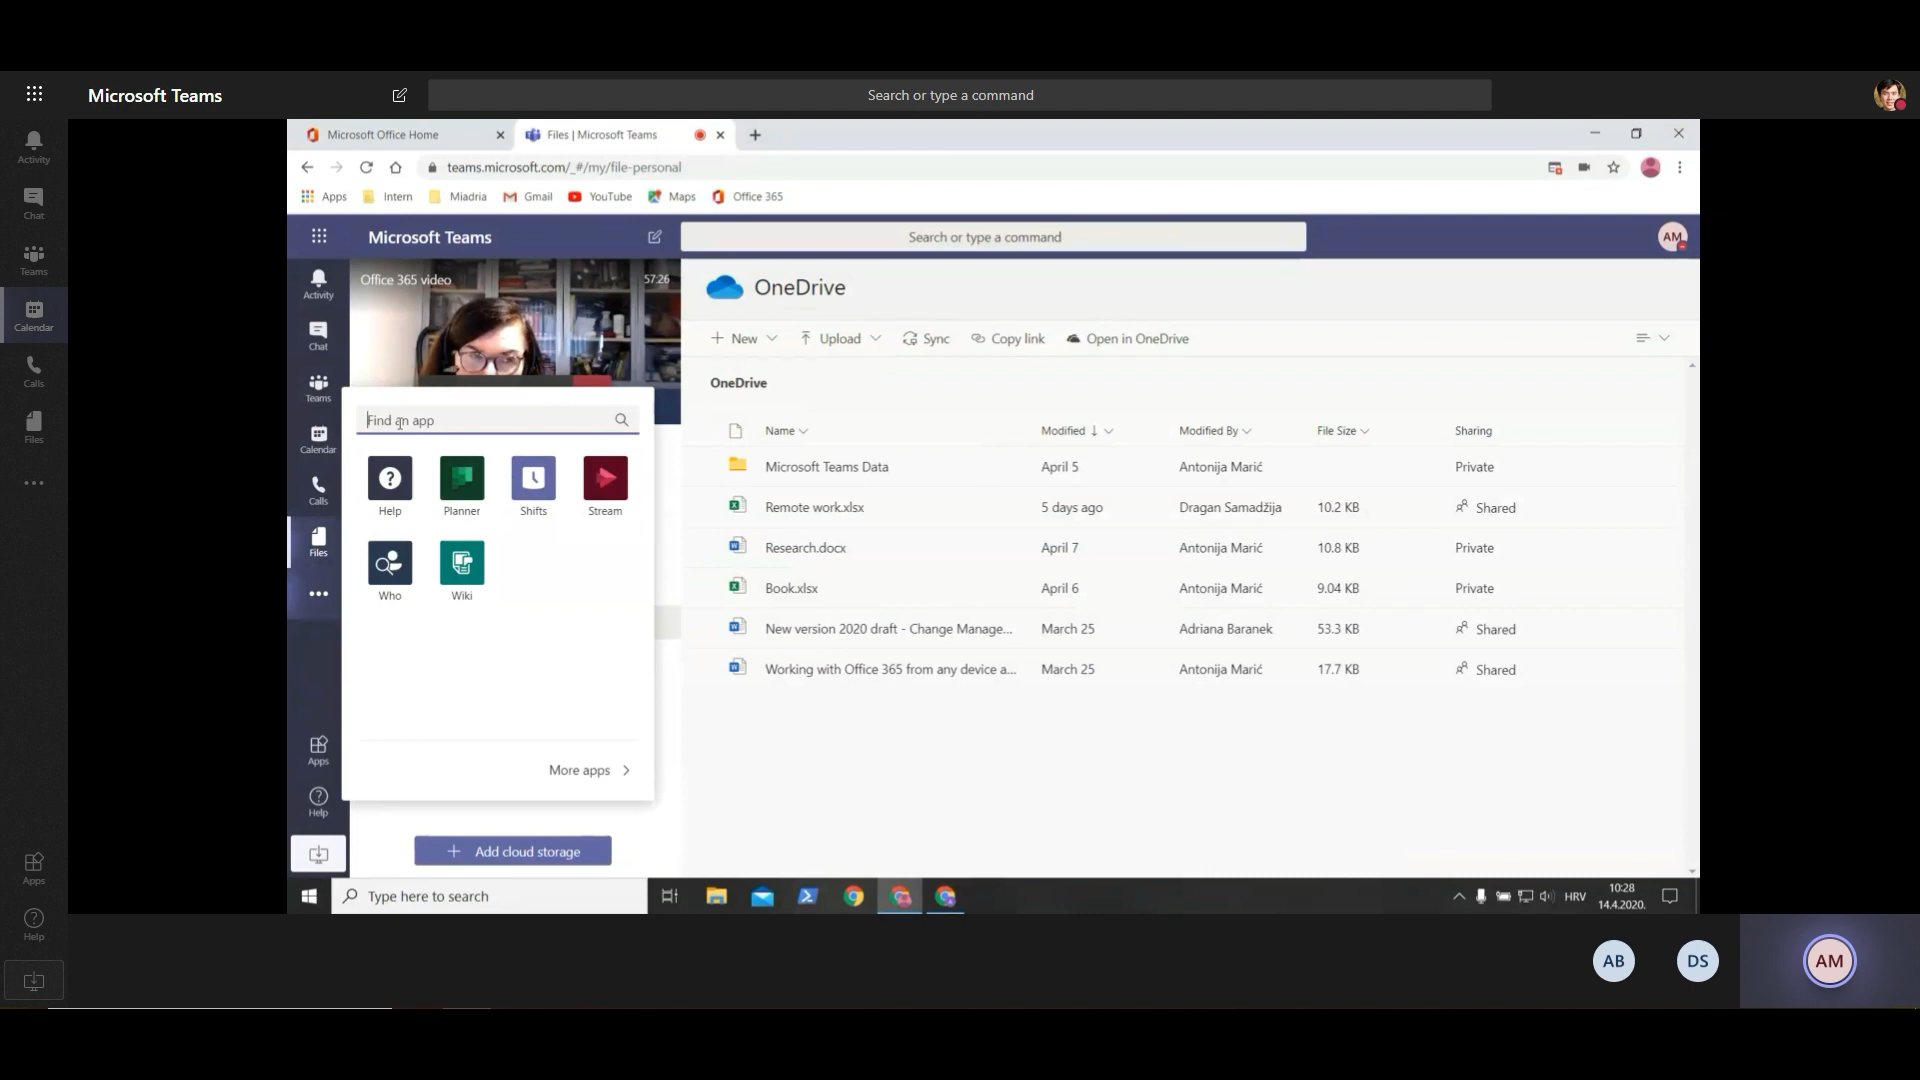 Microsoft Teams
Search or type a command
Activity
Chat
Teams
Calendar
Calls
Files
Apps
Help
Microsoft Office Home
Files | Microsoft Teams
teams.microsoft.com/_#/my/file-personal
Apps Intern Miadria Gmail YouTube Maps Office 365
Microsoft Teams
Search or type a command
AM
Activity
Chat
Teams
Calendar
Calls
Files
Apps
Help
Office 365 video 57:26
Find an app
Help Planner Shifts Stream
Who Wiki
More apps
Add cloud storage
OneDrive
New Upload Sync Copy link Open in OneDrive
OneDrive
Name Modified Modified By File Size Sharing
Microsoft Teams Data April 5 Antonija Marić Private
Remote work.xlsx 5 days ago Dragan Samadžija 10.2 KB Shared
Research.docx April 7 Antonija Marić 10.8 KB Private
Book.xlsx April 6 Antonija Marić 9.04 KB Private
New version 2020 draft - Change Manage... March 25 Adriana Baranek 53.3 KB Shared
Working with Office 365 from any device a... March 25 Antonija Marić 17.7 KB Shared
Type here to search
HRV
10:28
14.4.2020.
AB DS AM